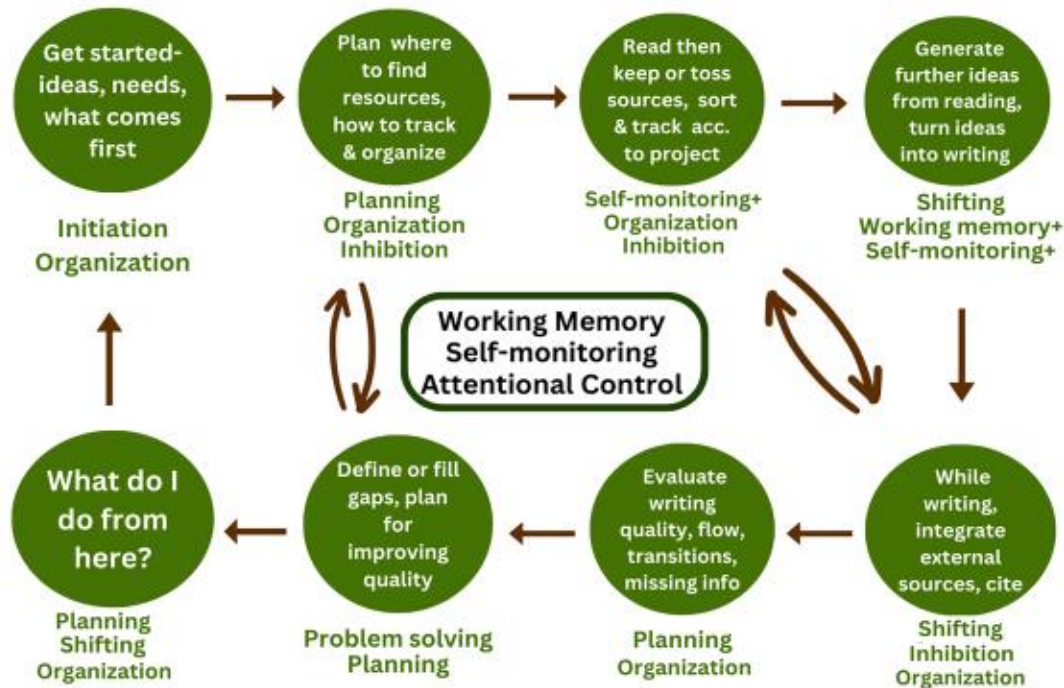 Get started-
ideas, needs,
what comes
first
Initiation
Organization
Plan where
to find
resources,
how to track
& organize
Planning
Organization
Inhibition
Read then
keep or toss
sources, sort
& track acc.
to project
Self-monitoring+
Organization
Inhibition
Generate
further ideas
from reading,
turn ideas
into writing
Shifting
Working memory+
Self-monitoring+
Working Memory
Self-monitoring
Attentional Control
What do I
do from
here?
Planning
Shifting
Organization
Define or fill
gaps, plan
for
improving
quality
Problem solving
Planning
Evaluate
writing
quality, flow,
transitions,
missing info
Planning
Organization
While
writing,
integrate
external
sources, cite
Shifting
Inhibition
Organization